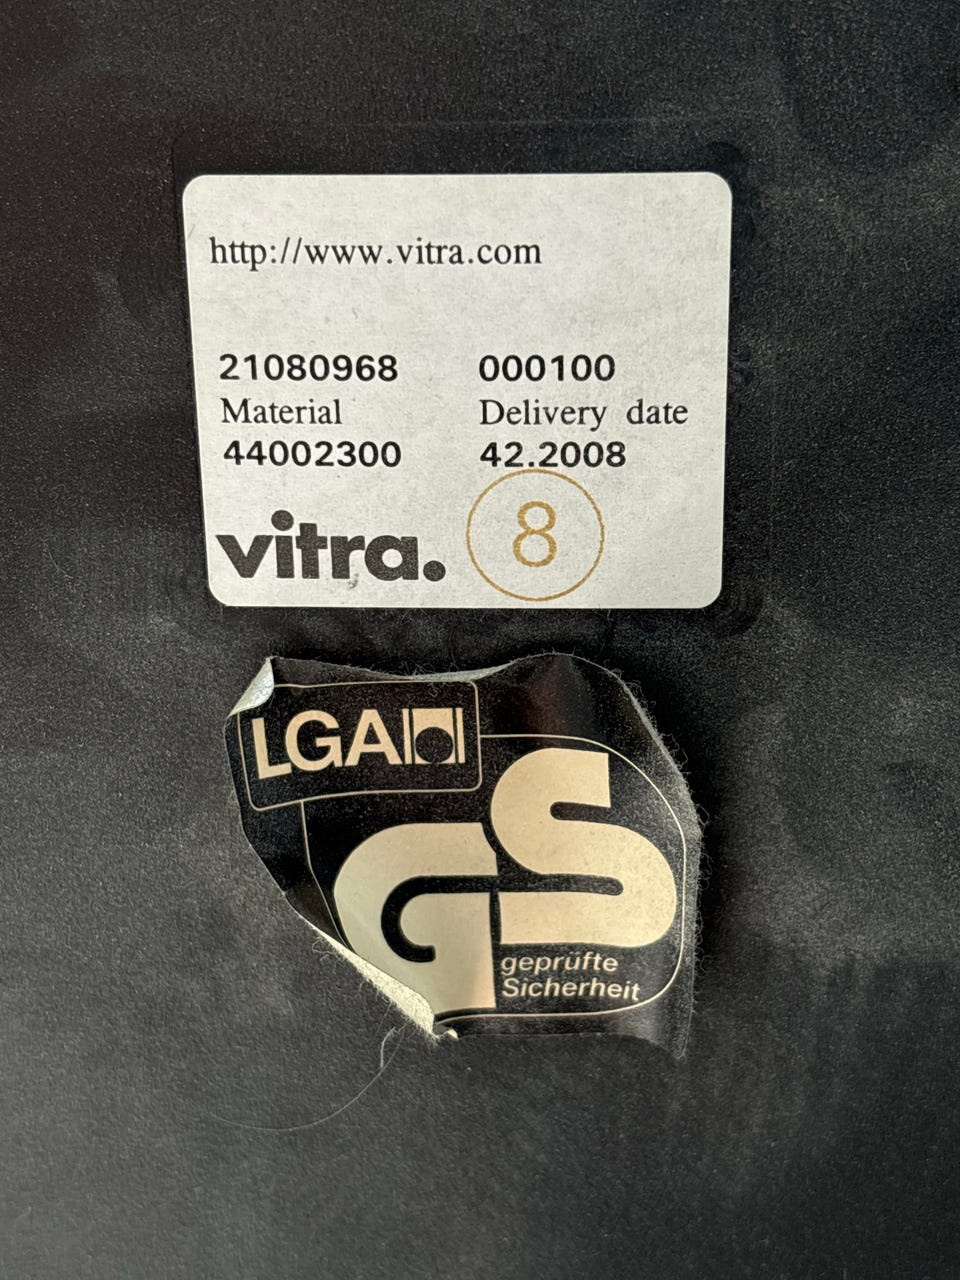 http://www.vitra.com
21080968 000100
Material Delivery date
44002300 42.2008
vitra. 8
LGA
GS
geprüfte
Sicherheit